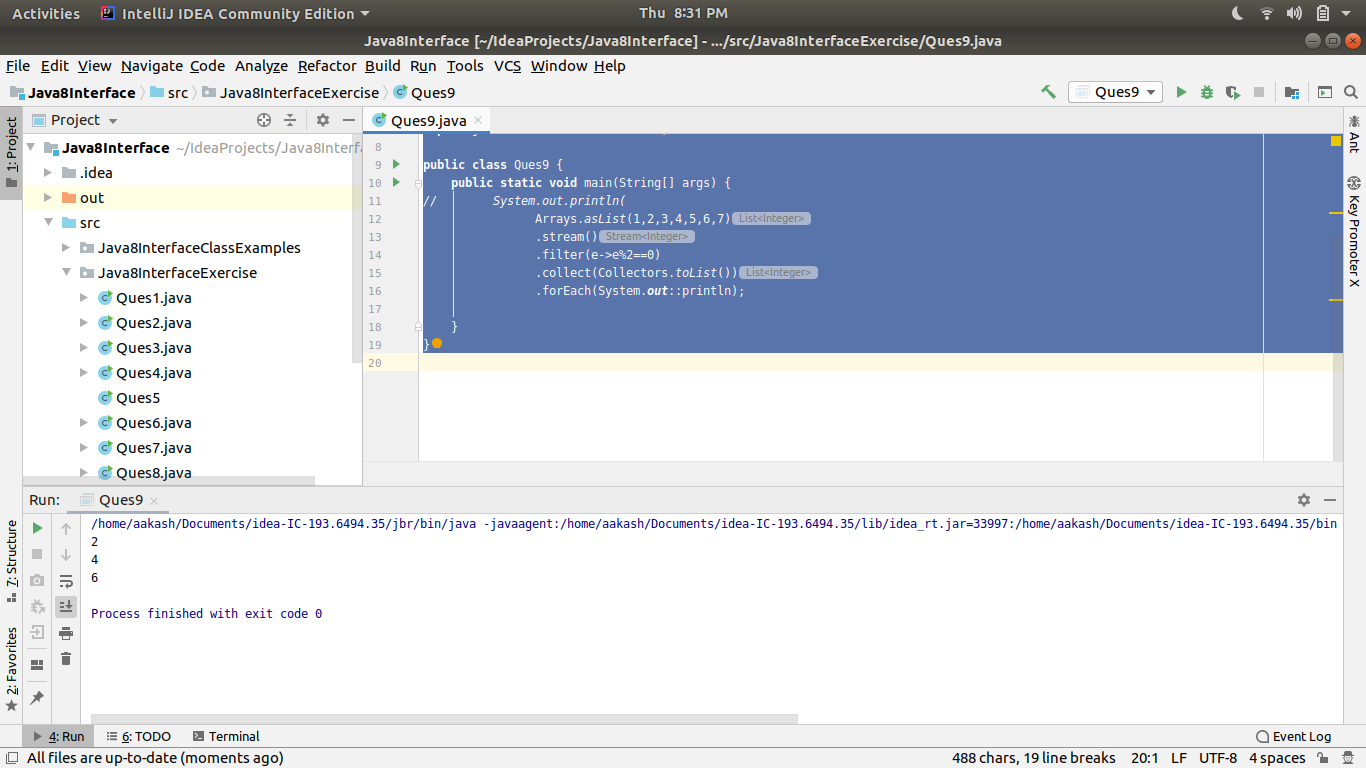 Activities IntelliJ IDEA Community Edition Thu 8:31 PM
Java8Interface [~/IdeaProjects/Java8Interface] - .../src/Java8InterfaceExercise/Ques9.java
File Edit View Navigate Code Analyze Refactor Build Run Tools VCS Window Help
Java8Interface src Java8InterfaceExercise Ques9 Ques9
1: Project
Project
Java8Interface ~/IdeaProjects/Java8Interf
.idea
out
src
Java8InterfaceClassExamples
Java8InterfaceExercise
Ques1.java
Ques2.java
Ques3.java
Ques4.java
Ques5
Ques6.java
Ques7.java
Ques8.java
Ques9.java
8
9 public class Ques9 {
10 public static void main(String[] args) {
11 // System.out.println(
12 Arrays.asList(1,2,3,4,5,6,7) List<Integer>
13 .stream() Stream<Integer>
14 .filter(e->e%2==0)
15 .collect(Collectors.toList()) List<Integer>
16 .forEach(System.out::println);
17
18 }
19 }
20
Ant
Key Promoter X
7: Structure
2: Favorites
Run: Ques9
/home/aakash/Documents/idea-IC-193.6494.35/jbr/bin/java -javaagent:/home/aakash/Documents/idea-IC-193.6494.35/lib/idea_rt.jar=33997:/home/aakash/Documents/idea-IC-193.6494.35/bin
2
4
6
Process finished with exit code 0
4: Run 6: TODO Terminal Event Log
All files are up-to-date (moments ago) 488 chars, 19 line breaks 20:1 LF UTF-8 4 spaces